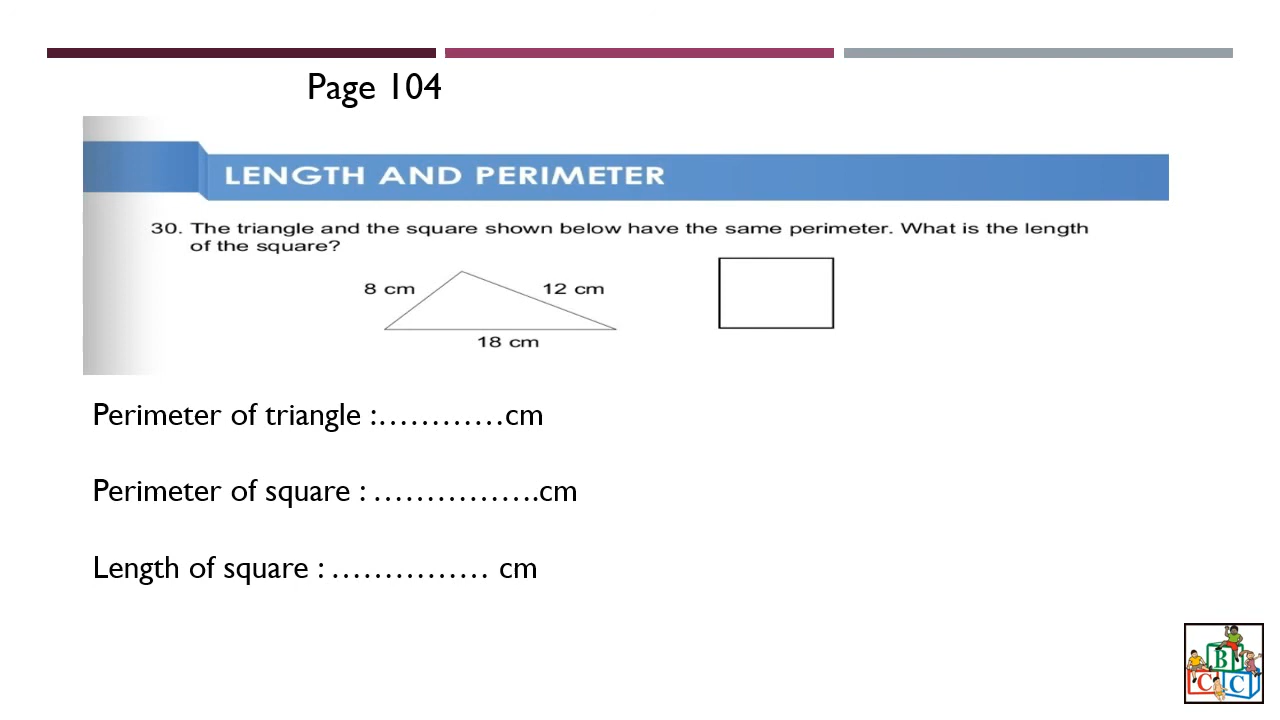 Page 104
LENGTH AND PERIMETER
30. The triangle and the square shown below have the same perimeter. What is the length
of the square?
8 cm
12 cm
18 cm
Perimeter of triangle :…………cm
Perimeter of square : …………….cm
Length of square : …………… cm
B
C C